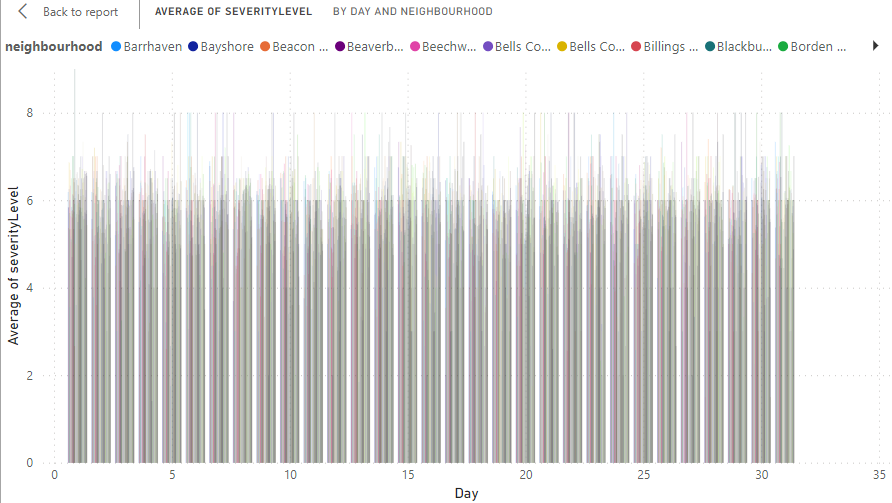 Back to report
AVERAGE OF SEVERITYLEVEL BY DAY AND NEIGHBOURHOOD
neighbourhood Barrhaven Bayshore Beacon ... Beaverb... Beechw... Bells Co... Bells Co... Billings ... Blackbu... Borden ...
Average of severityLevel
8
6
4
2
0
0 5 10 15 20 25 30 35
Day